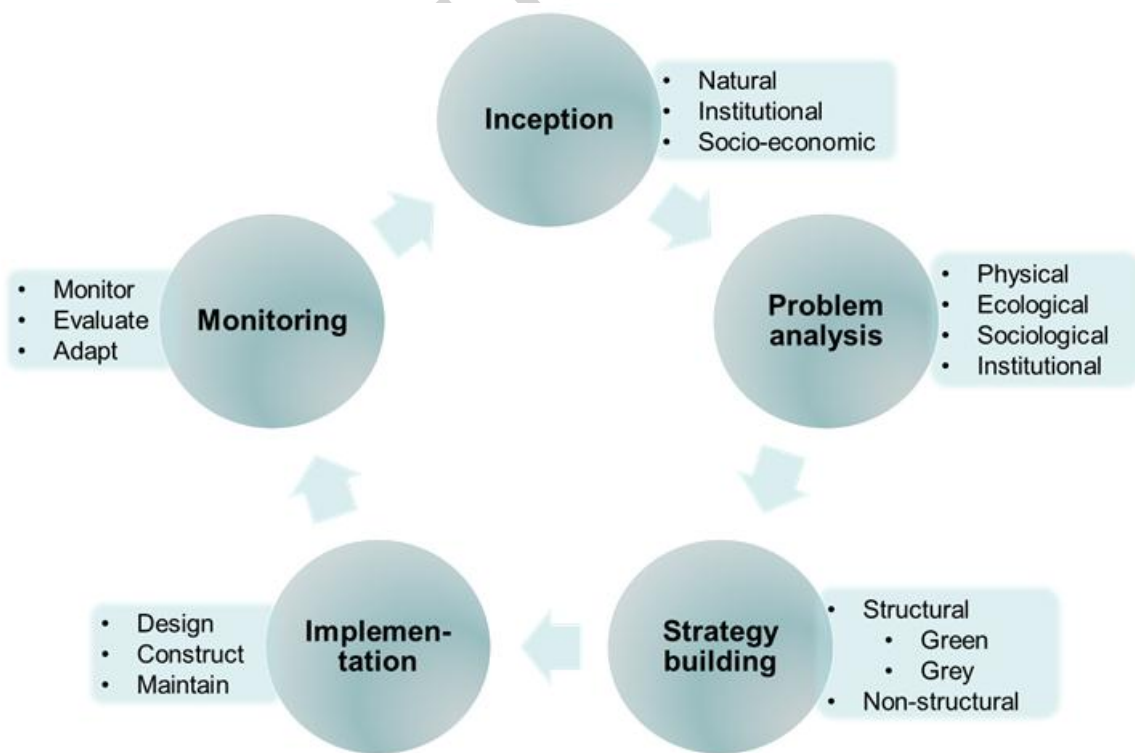 Inception
• Natural
• Institutional
• Socio-economic
Problem
analysis
• Physical
• Ecological
• Sociological
• Institutional
Strategy
building
• Structural
• Green
• Grey
• Non-structural
Implemen-
tation
• Design
• Construct
• Maintain
Monitoring
• Monitor
• Evaluate
• Adapt